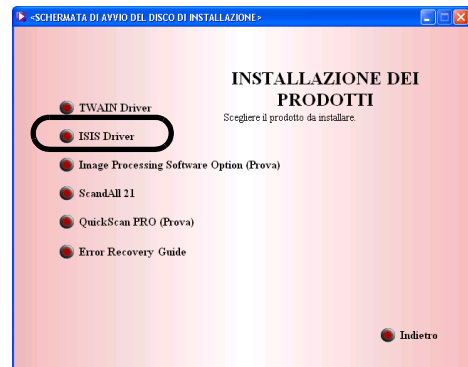 <SCHERMATA DI AVVIO DEL DISCO DI INSTALLAZIONE>
INSTALLAZIONE DEI
PRODOTTI
Scegliere il prodotto da installare.
TWAIN Driver
ISIS Driver
Image Processing Software Option (Prova)
ScandAll 21
QuickScan PRO (Prova)
Error Recovery Guide
Indietro